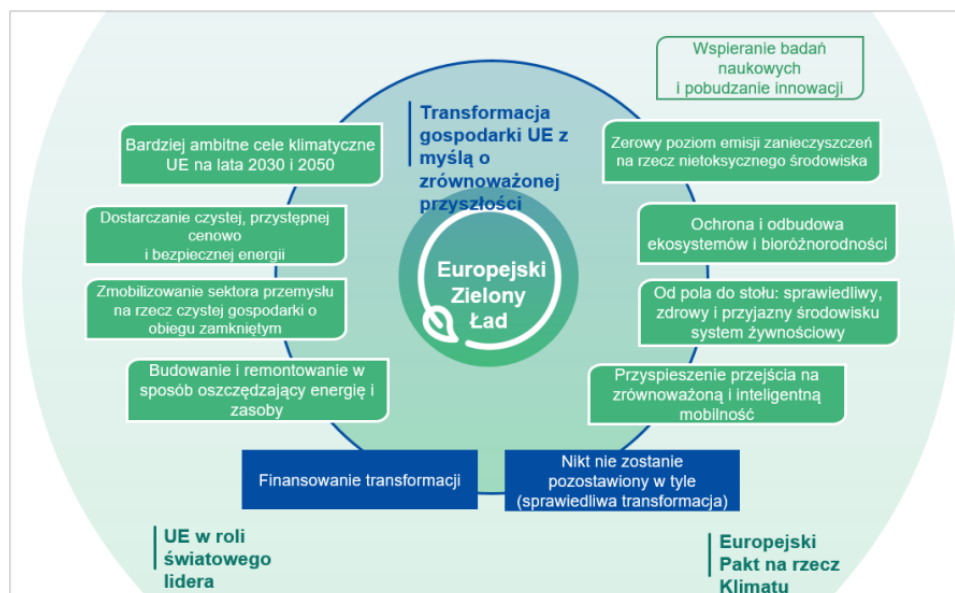 Wspieranie badań
naukowych
i pobudzanie innowacji
Transformacja
gospodarki UE z
myślą o
zrównoważonej
przyszłości
Bardziej ambitne cele klimatyczne
UE na lata 2030 i 2050
Zerowy poziom emisji zanieczyszczeń
na rzecz nietoksycznego środowiska
Dostarczanie czystej, przystępnej
cenowo
i bezpiecznej energii
Ochrona i odbudowa
ekosystemów i bioróżnorodności
Europejski
Zielony
Ład
Zmobilizowanie sektora przemysłu
na rzecz czystej gospodarki o
obiegu zamkniętym
Od pola do stołu: sprawiedliwy,
zdrowy i przyjazny środowisku
system żywnościowy
Budowanie i remontowanie w
sposób oszczędzający energię i
zasoby
Przyspieszenie przejścia na
zrównoważoną i inteligentną
mobilność
Finansowanie transformacji
Nikt nie zostanie
pozostawiony w tyle
(sprawiedliwa transformacja)
UE w roli
światowego
lidera
Europejski
Pakt na rzecz
Klimatu